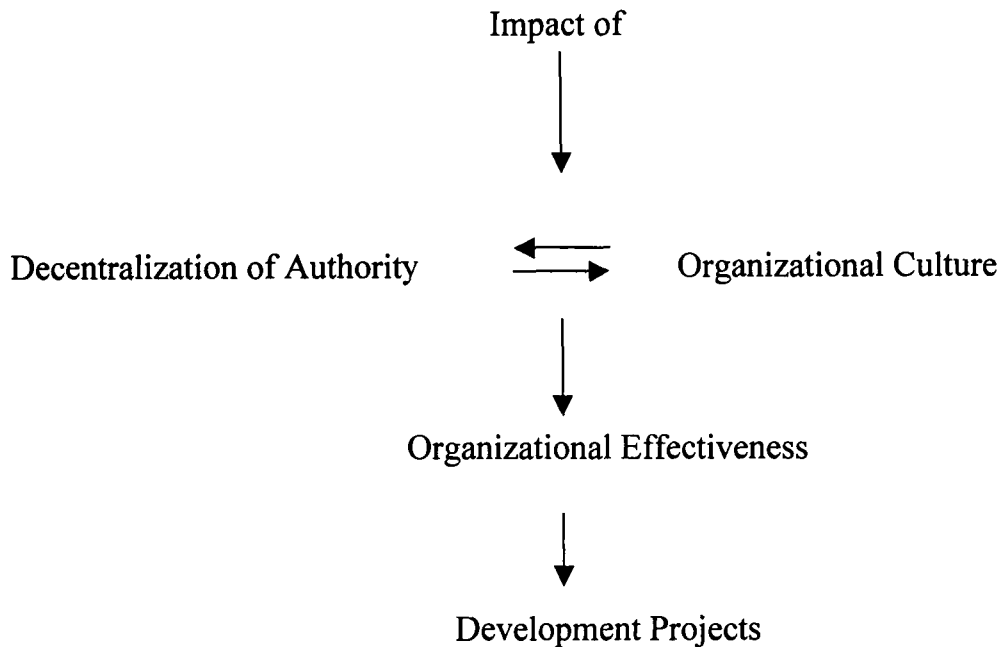 Impact of
Decentralization of Authority
Organizational Culture
Organizational Effectiveness
Development Projects